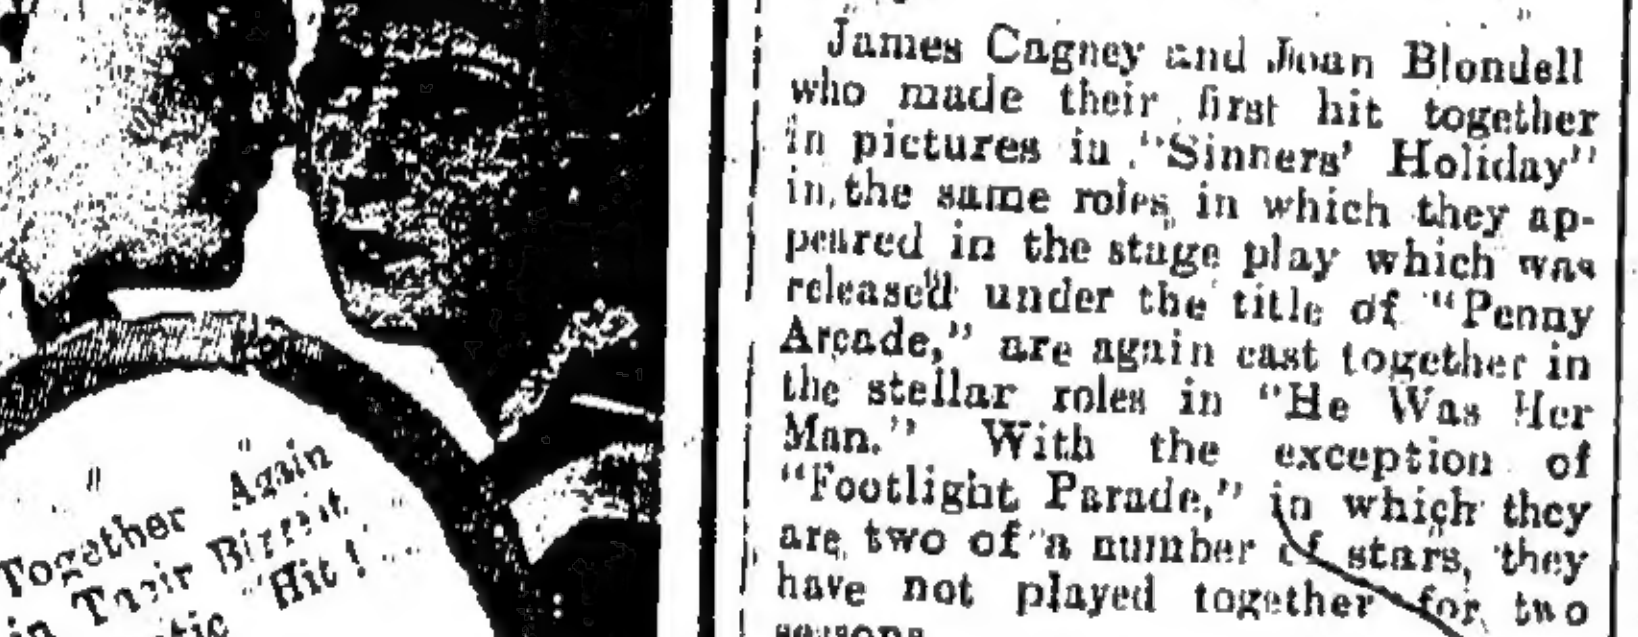 Together Again
in Their Biggest
Hit!
James Cagney and Joan Blondell
who made their first hit together
in pictures in "Sinners' Holiday"
in the same roles in which they ap-
peared in the stage play which was
released under the title of "Penny
Arcade," are again cast together in
the stellar roles in "He Was Her
Man." With the exception of
"Footlight Parade," in which they
are two of a number of stars, they
have not played together for two
seasons